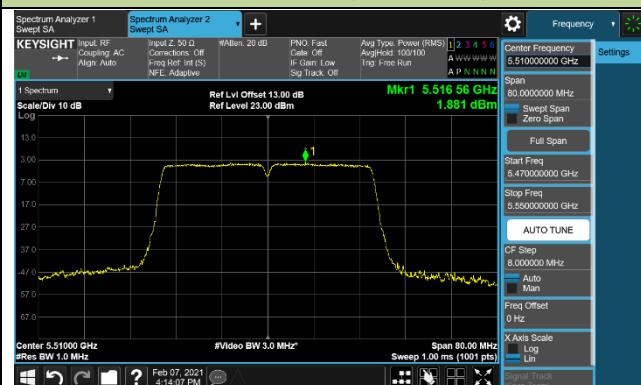 Spectrum Analyzer 1
Swept SA
Spectrum Analyzer 2
Swept SA
+
Frequency
KEYSIGHT
Input: RF
Coupling: AC
Align: Auto
Input Z: 50 Ω
Corrections: Off
Freq Ref: Int (S)
NFE: Adaptive
#Atten: 20 dB
PNO: Fast
Gate: Off
IF Gain: Low
Sig Track: Off
Avg Type: Power (RMS)
Avg|Hold: 100/100
Trig: Free Run
1 2 3 4 5 6
A W W W W W
A P N N N N
LNI
1 Spectrum
Scale/Div 10 dB
Log
Ref Lvl Offset 13.00 dB
Ref Level 23.00 dBm
Mkr1 5.516 56 GHz
1.881 dBm
1
13.0
3.00
-7.00
-17.0
-27.0
-37.0
-47.0
-57.0
-67.0
Center 5.51000 GHz
#Res BW 1.0 MHz
#Video BW 3.0 MHz*
Span 80.00 MHz
Sweep 1.00 ms (1001 pts)
Feb 07, 2021
4:14:07 PM
?
Center Frequency
5.510000000 GHz
Span
80.0000000 MHz
Swept Span
Zero Span
Full Span
Start Freq
5.470000000 GHz
Stop Freq
5.550000000 GHz
AUTO TUNE
CF Step
8.000000 MHz
Auto
Man
Freq Offset
0 Hz
X Axis Scale
Log
Lin
Signal Track
Settings